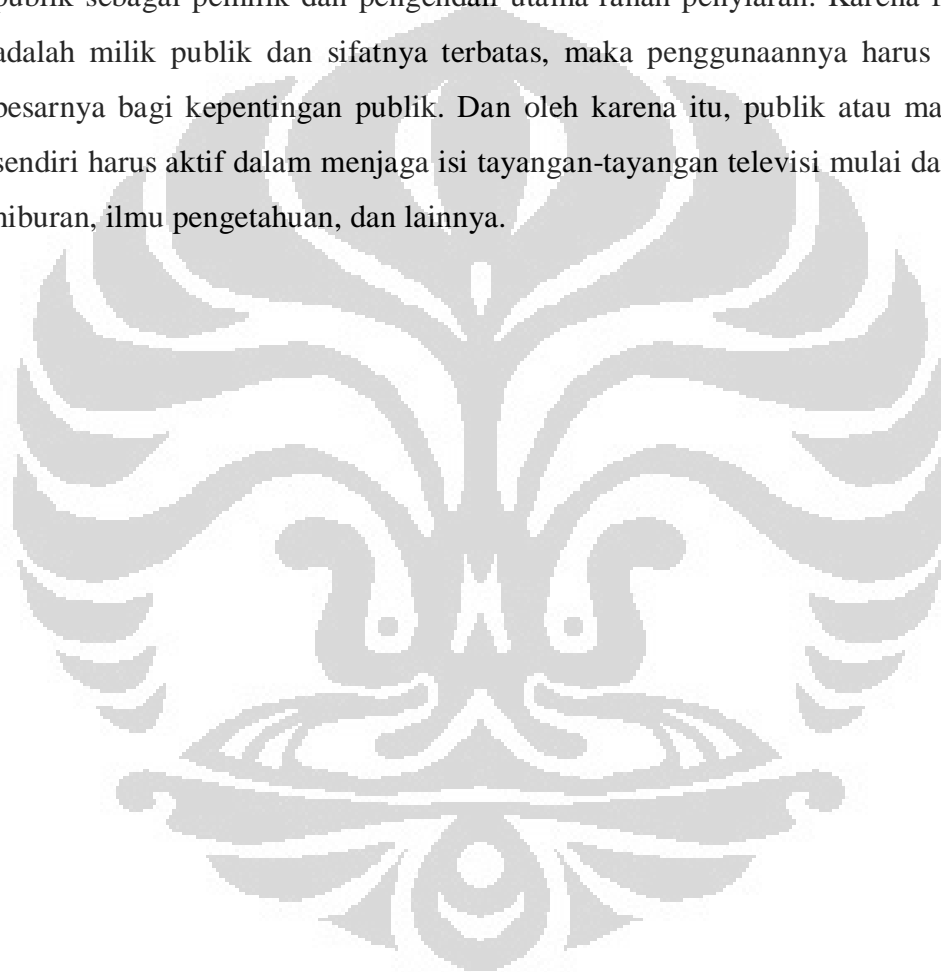 publik sebagai pemilik dan pengendali utama ranah penyiaran. Karena
adalah milik publik dan sifatnya terbatas, maka penggunaannya harus
besarnya bagi kepentingan publik. Dan oleh karena itu, publik atau
sendiri harus aktif dalam menjaga isi tayangan-tayangan televisi mulai
hiburan, ilmu pengetahuan, dan lainnya.